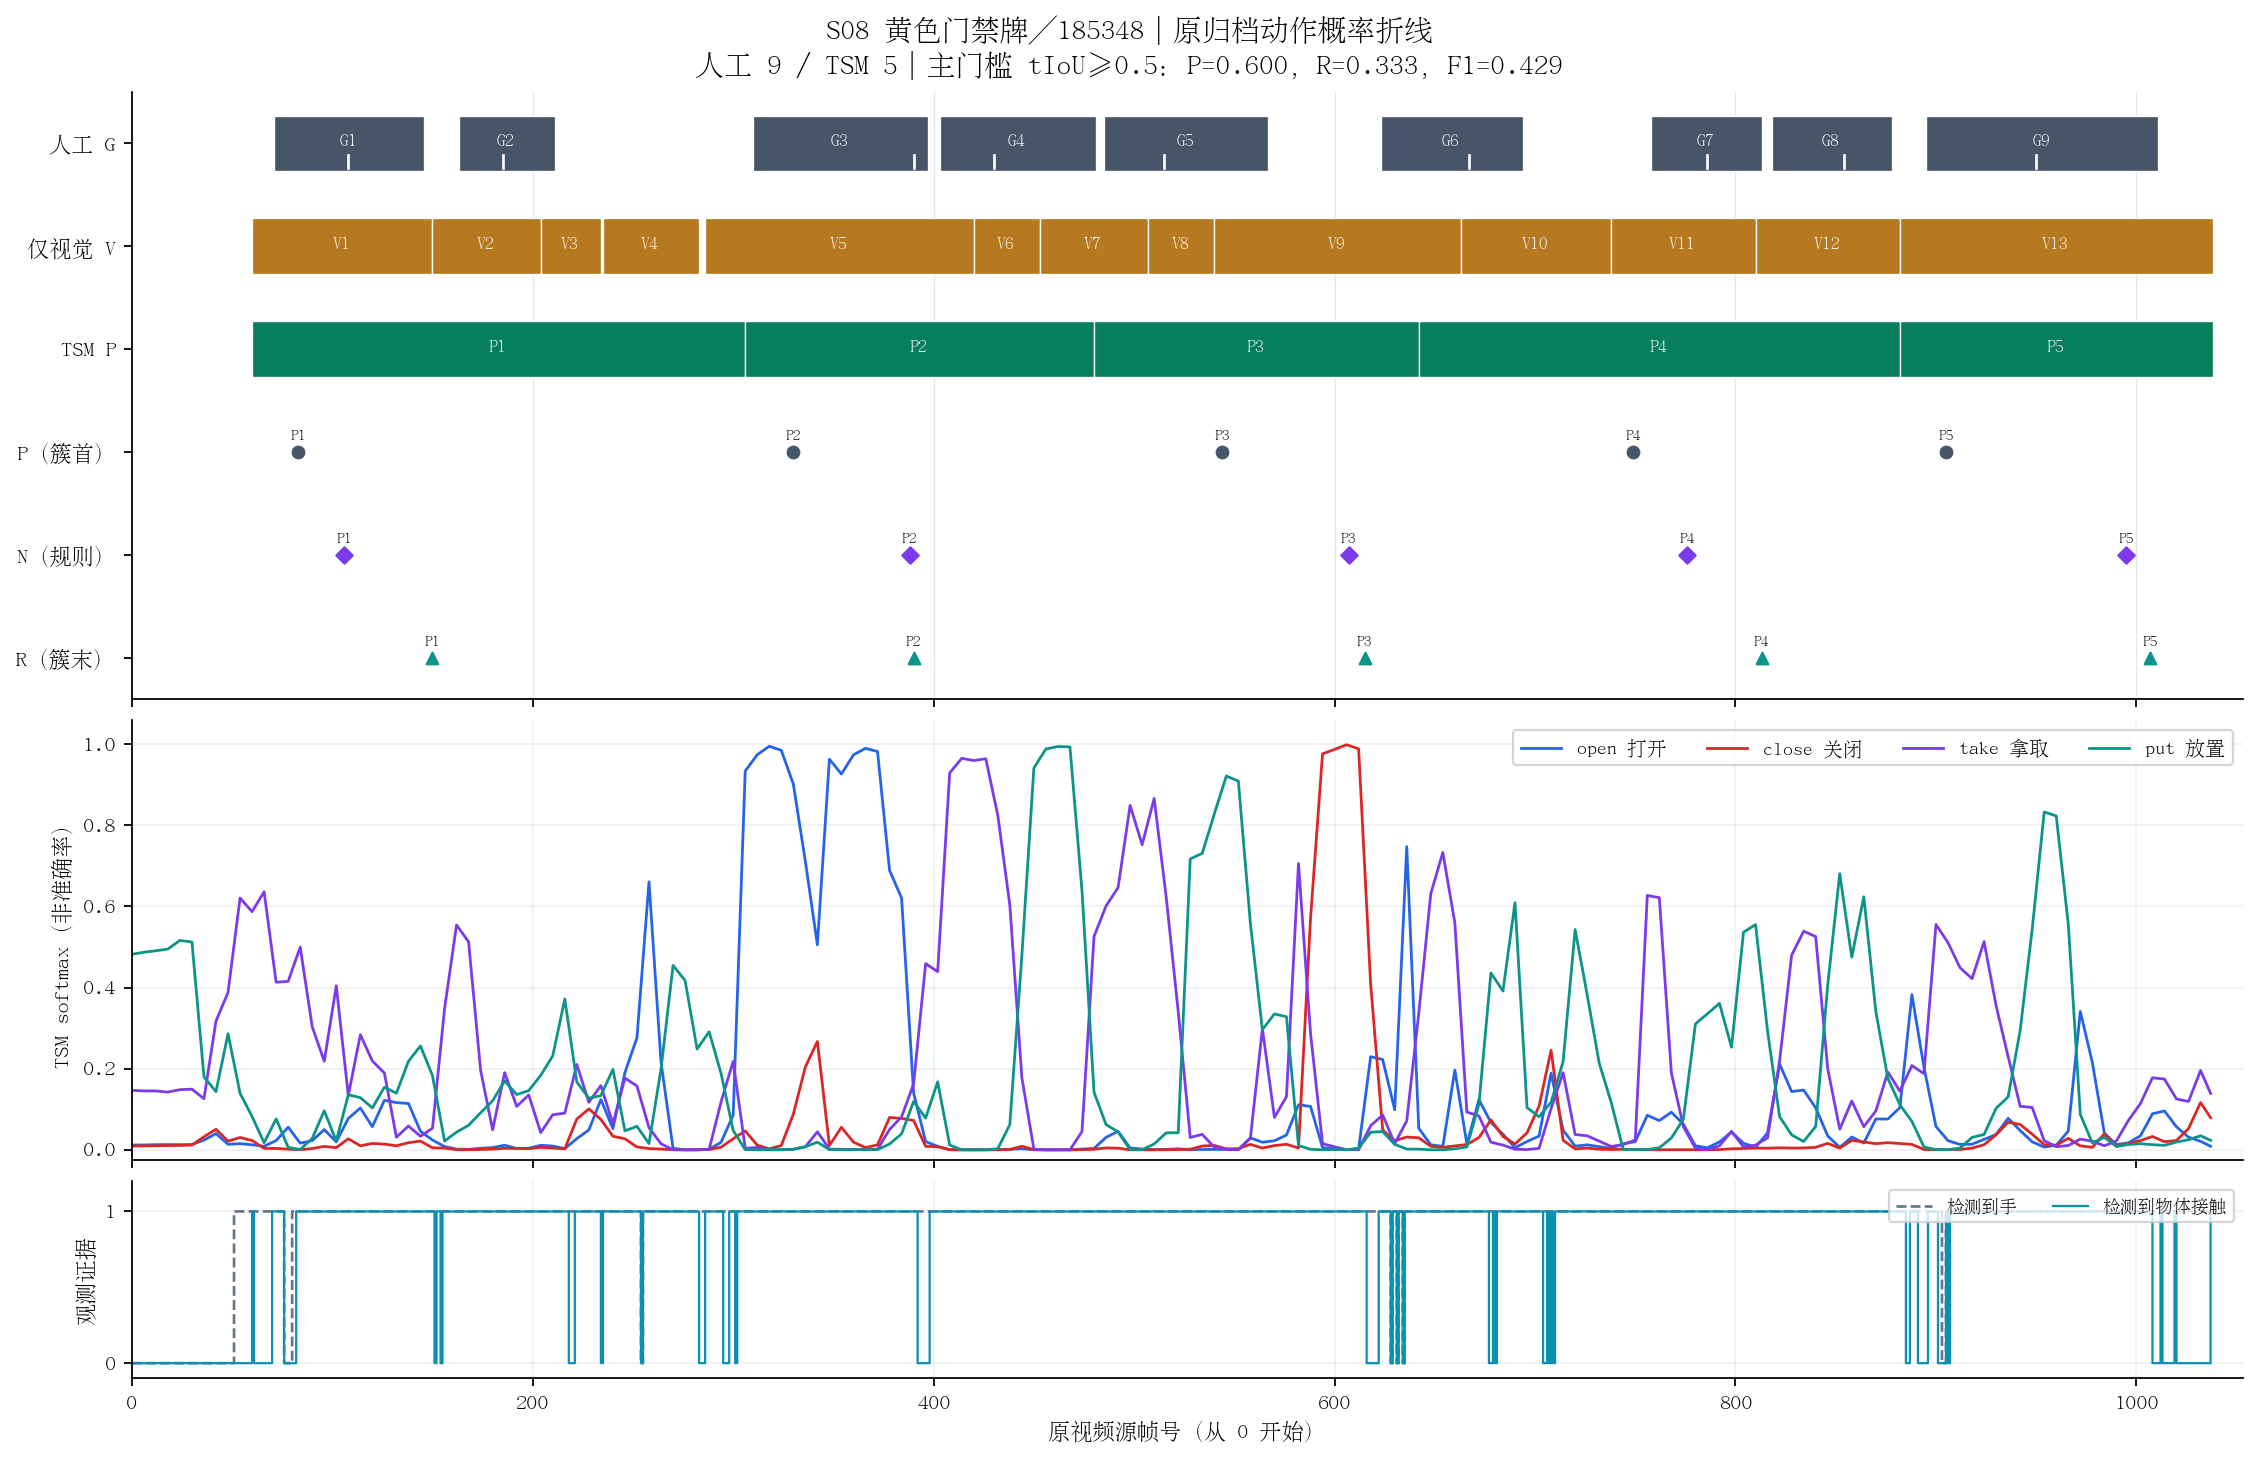 S08 黄色门禁牌／185348｜原归档动作概率折线
人工 9 / TSM 5｜主门槛 tIoU≥0.5: P=0.600, R=0.333, F1=0.429
人工 G
G1 G2 G3 G4 G5 G6 G7 G8 G9
仅视觉 V
V1 V2 V3 V4 V5 V6 V7 V8 V9 V10 V11 V12 V13
TSM P
P1 P2 P3 P4 P5
P1 P2 P3 P4 P5
P (簇首)
P1 P2 P3 P4 P5
N (规则)
P1 P2 P3 P4 P5
R (簇末)
open 打开 close 关闭 take 拿取 put 放置
TSM softmax (非准确率)
1.0
0.8
0.6
0.4
0.2
0.0
检测到手 检测到物体接触
观测证据
1
0
0 200 400 600 800 1000
原视频源帧号 (从 0 开始)